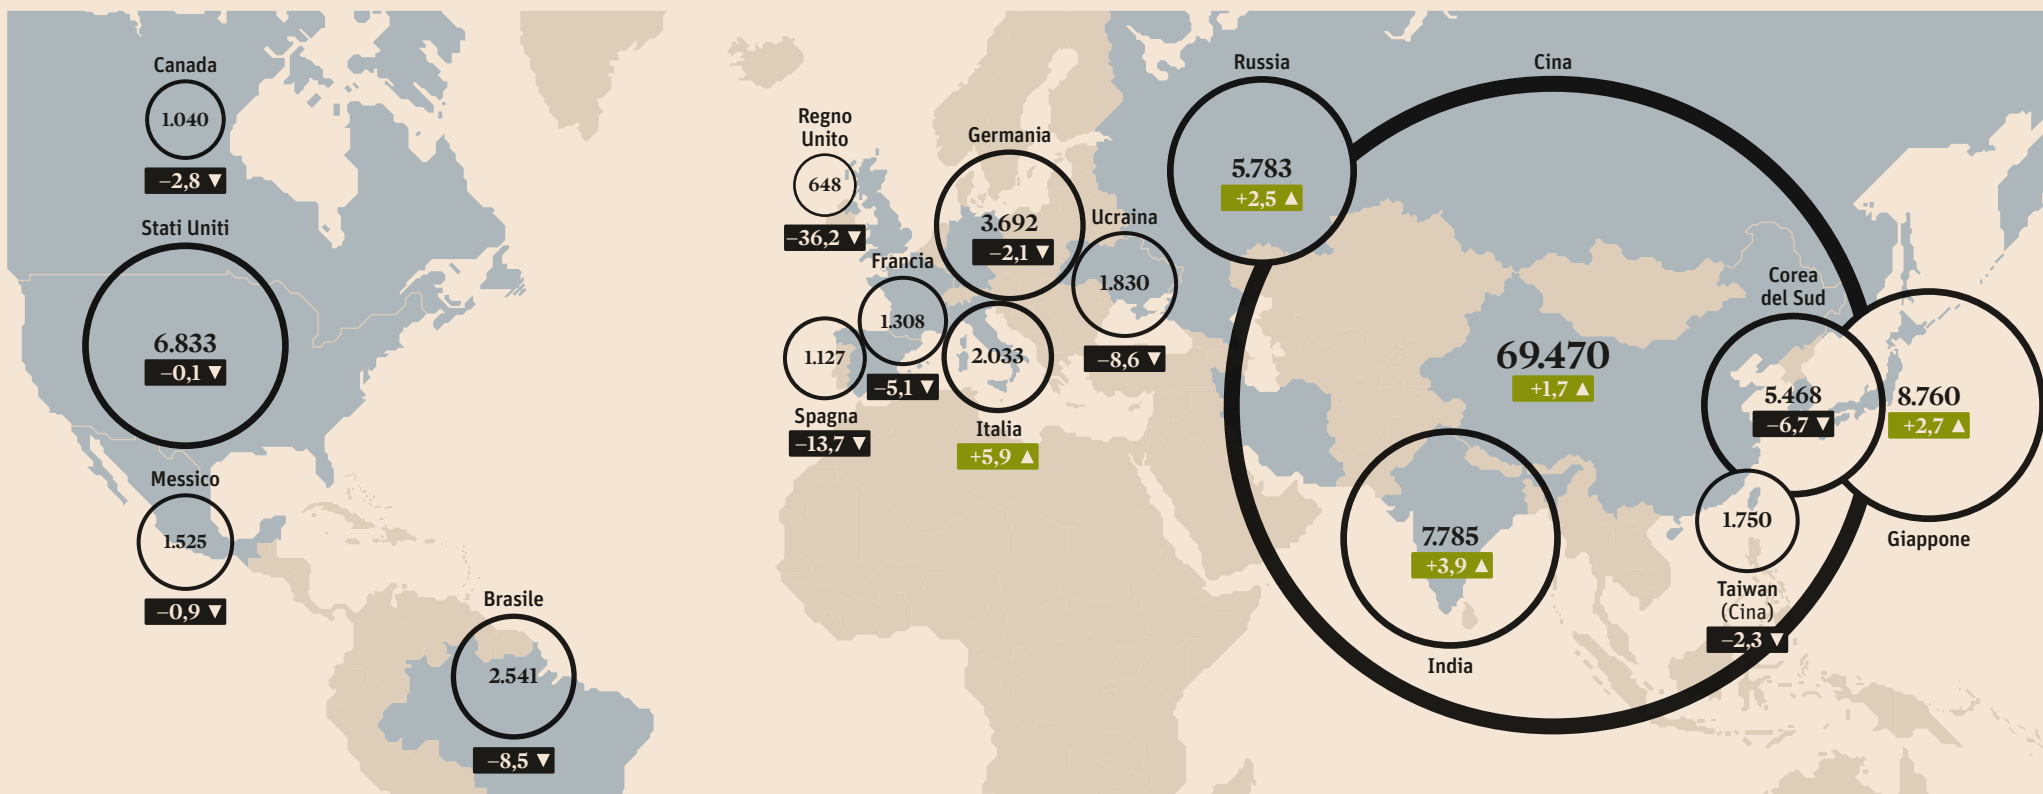 Canada
1.040
−2,8 ▼
Stati Uniti
6.833
−0,1 ▼
Messico
1.525
−0,9 ▼
Brasile
2.541
−8,5 ▼
Regno
Unito
648
−36,2 ▼
Germania
3.692
−2,1 ▼
Francia
1.308
−5,1 ▼
Spagna
1.127
−13,7 ▼
Italia
2.033
+5,9 ▲
Ucraina
1.830
−8,6 ▼
Russia
5.783
+2,5 ▲
Cina
69.470
+1,7 ▲
India
7.785
+3,9 ▲
Corea
del Sud
5.468
−6,7 ▼
Giappone
8.760
+2,7 ▲
Taiwan
(Cina)
1.750
−2,3 ▼